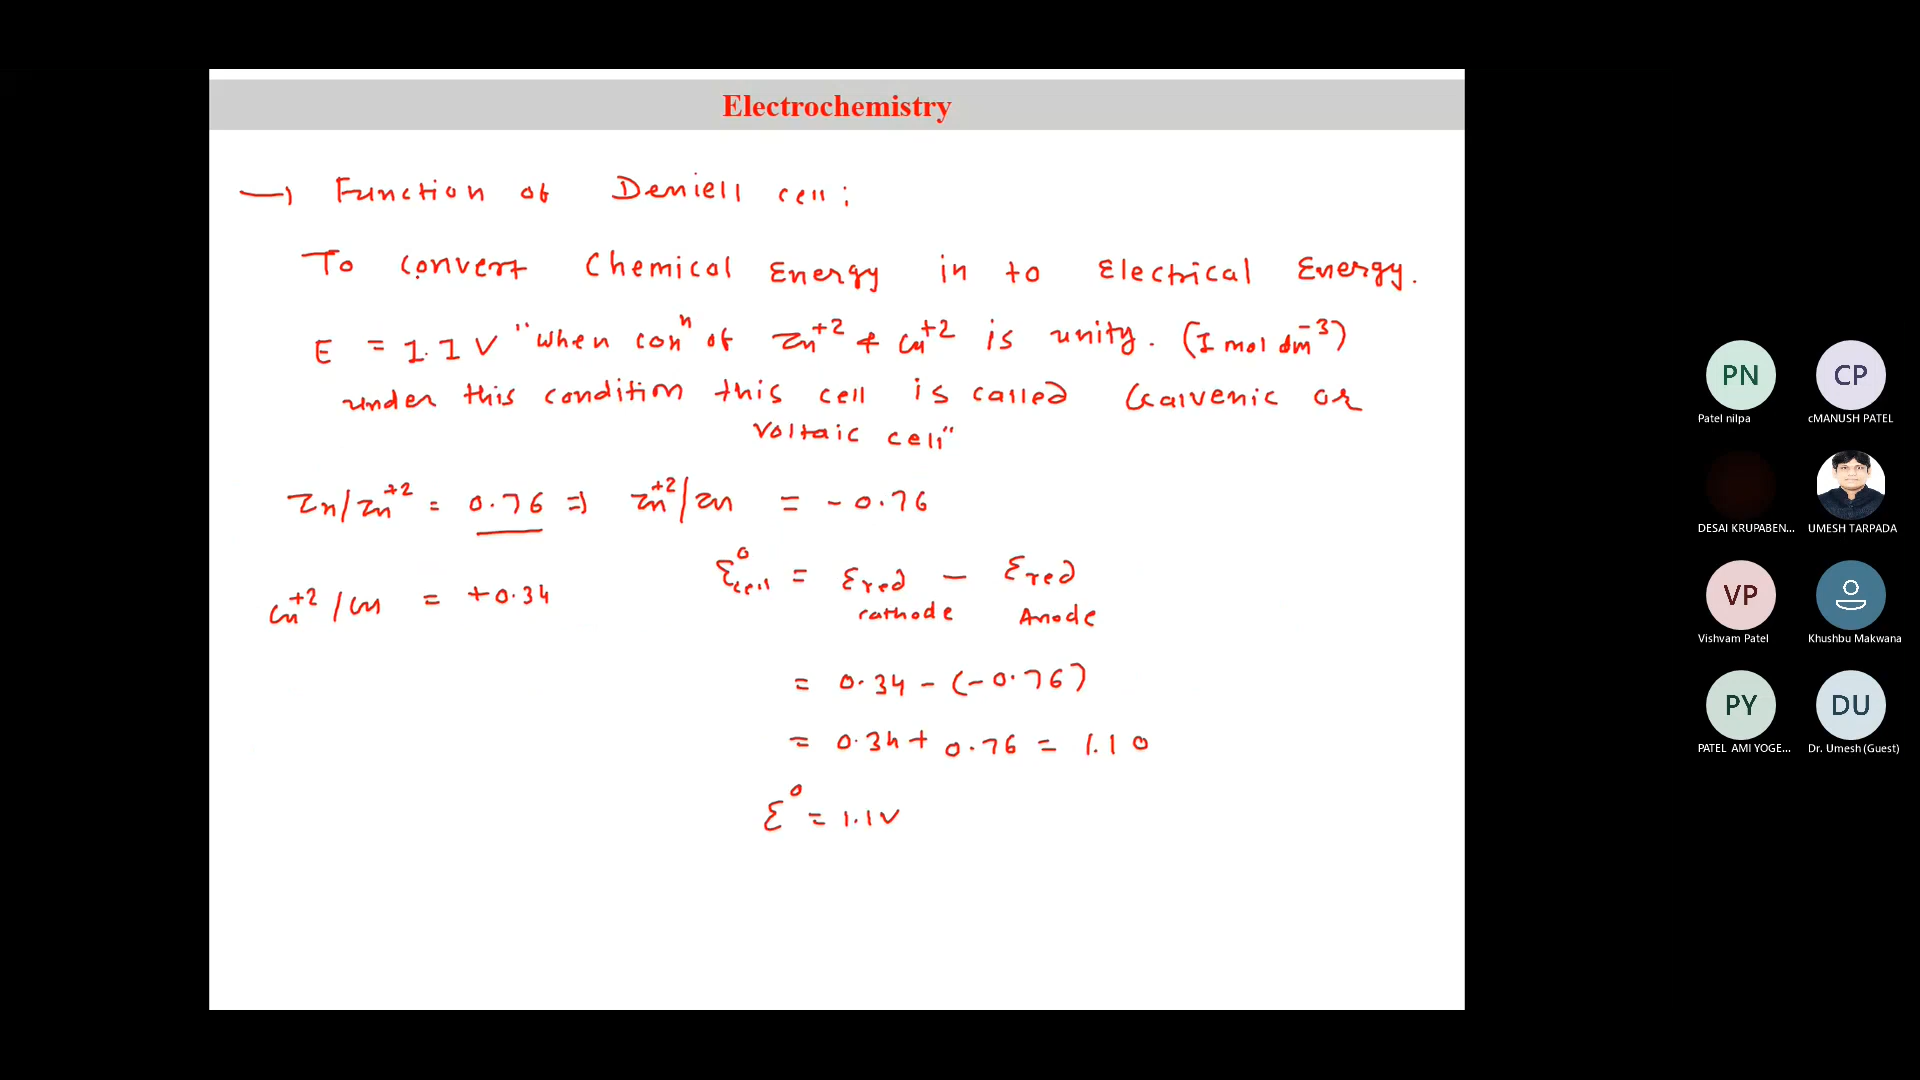 Electrochemistry
→ Function of Deniell cell:
To convert Chemical Energy in to Electrical Energy.
E = 1.1 V "when conⁿ of Zn⁺² & Cu⁺² is unity. (1 mol dm⁻³)
under this condition this cell is called Galvenic or
voltaic cell"
Zn/Zn⁺² = 0.76 ⇒ Zn⁺²/Zn = - 0.76
E⁰cell = Ered cathode - Ered Anode
Cu⁺²/Cu = +0.34
= 0.34 - (-0.76)
= 0.34 + 0.76 = 1.10
E⁰ = 1.1V
PN
CP
Patel nilpa
cMANUSH PATEL
DESAI KRUPABEN...
UMESH TARPADA
VP
Vishvam Patel
Khushbu Makwana
PY
DU
PATEL AMI YOGE...
Dr. Umesh (Guest)